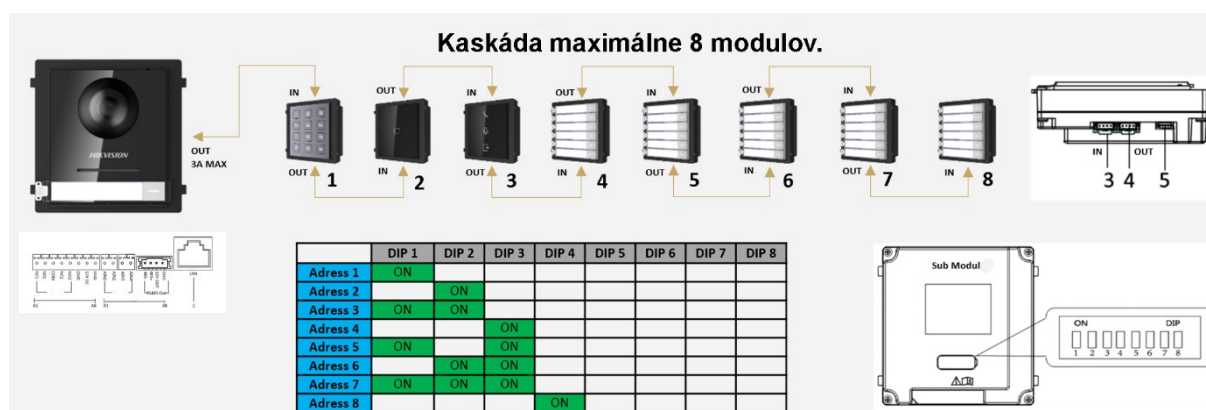 Kaskáda maximálne 8 modulov.
IN OUT IN OUT IN OUT IN
OUT
3A MAX
HIKVISION
OUT IN OUT IN OUT IN OUT IN
1 2 3 4 5 6 7 8
IN OUT
3 4 5
LAN
DIP 1 DIP 2 DIP 3 DIP 4 DIP 5 DIP 6 DIP 7 DIP 8
Adress 1 ON
Adress 2 ON
Adress 3 ON ON
Adress 4 ON
Adress 5 ON ON
Adress 6 ON ON
Adress 7 ON ON ON
Adress 8 ON
Sub Modul
ON DIP
1 2 3 4 5 6 7 8